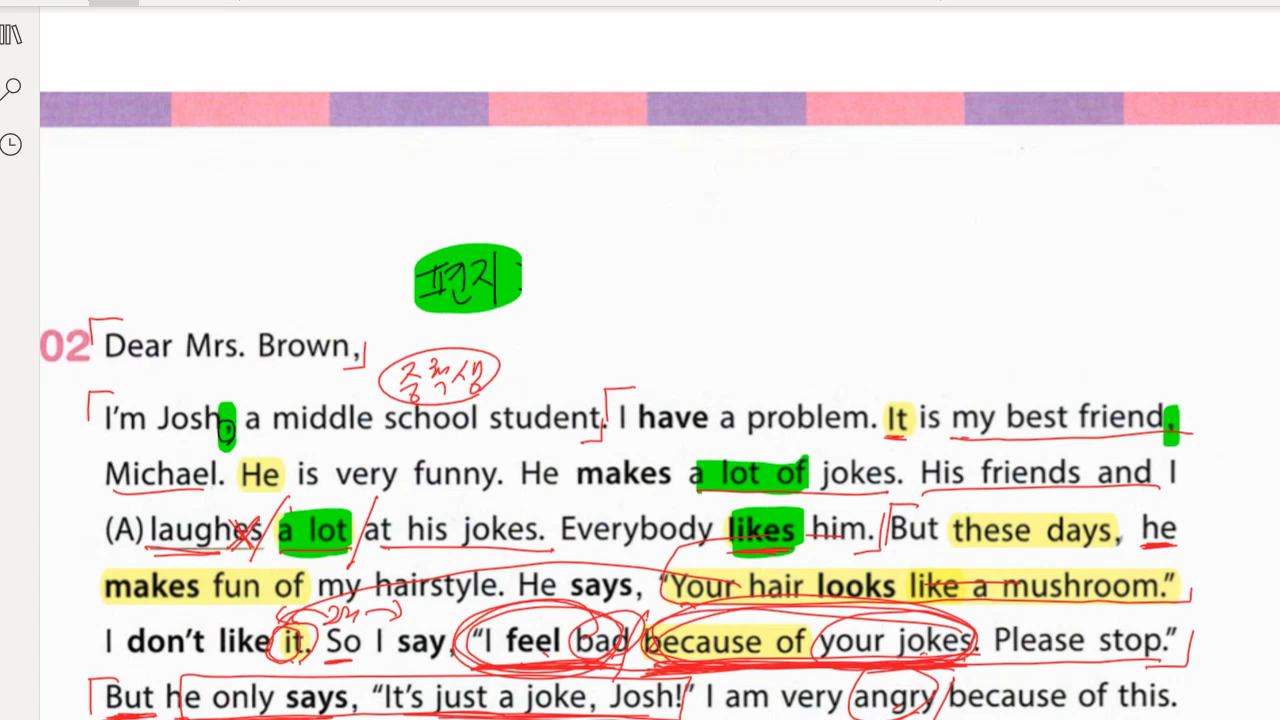 편지
02 Dear Mrs. Brown,
중학생
I'm Josh, a middle school student. I have a problem. It is my best friend,
Michael. He is very funny. He makes a lot of jokes. His friends and I
(A) laughes a lot at his jokes. Everybody likes him. But these days, he
makes fun of my hairstyle. He says, “Your hair looks like a mushroom.”
I don't like it. So I say, “I feel bad because of your jokes. Please stop.”
But he only says, “It's just a joke, Josh!” I am very angry because of this.